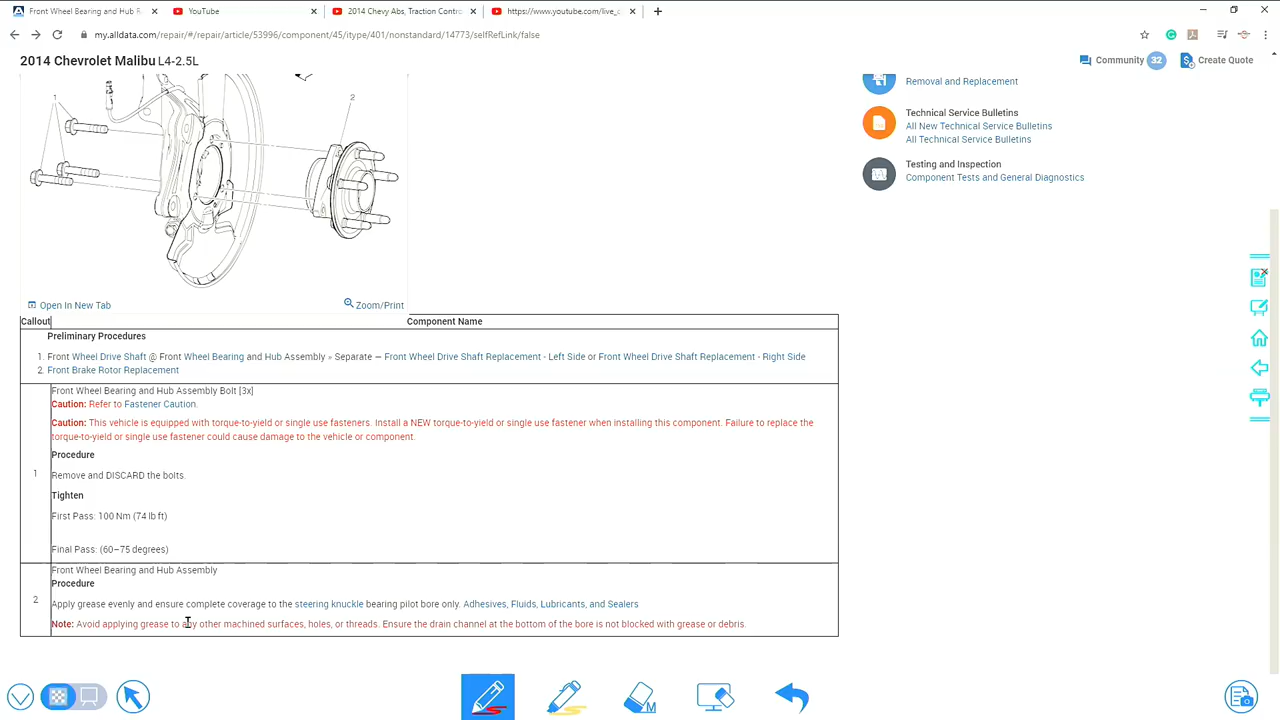 Front Wheel Bearing and Hub R
YouTube
2014 Chevy Abs, Traction Contro
https://www.youtube.com/live_c
my.alldata.com/repair/#/repair/article/53996/component/45/itype/401/nonstandard/14773/selfRefLink/false
2014 Chevrolet Malibu L4-2.5L
Community 32
Create Quote
1
2
Open In New Tab
Zoom/Print
Removal and Replacement
Technical Service Bulletins
All New Technical Service Bulletins
All Technical Service Bulletins
Testing and Inspection
Component Tests and General Diagnostics
Callout Component Name
Preliminary Procedures
1. Front Wheel Drive Shaft @ Front Wheel Bearing and Hub Assembly » Separate — Front Wheel Drive Shaft Replacement - Left Side or Front Wheel Drive Shaft Replacement - Right Side
2. Front Brake Rotor Replacement
1
Front Wheel Bearing and Hub Assembly Bolt [3x]
Caution: Refer to Fastener Caution.
Caution: This vehicle is equipped with torque-to-yield or single use fasteners. Install a NEW torque-to-yield or single use fastener when installing this component. Failure to replace the
torque-to-yield or single use fastener could cause damage to the vehicle or component.
Procedure
Remove and DISCARD the bolts.
Tighten
First Pass: 100 Nm (74 lb ft)
Final Pass: (60–75 degrees)
2
Front Wheel Bearing and Hub Assembly
Procedure
Apply grease evenly and ensure complete coverage to the steering knuckle bearing pilot bore only. Adhesives, Fluids, Lubricants, and Sealers
Note: Avoid applying grease to any other machined surfaces, holes, or threads. Ensure the drain channel at the bottom of the bore is not blocked with grease or debris.
M